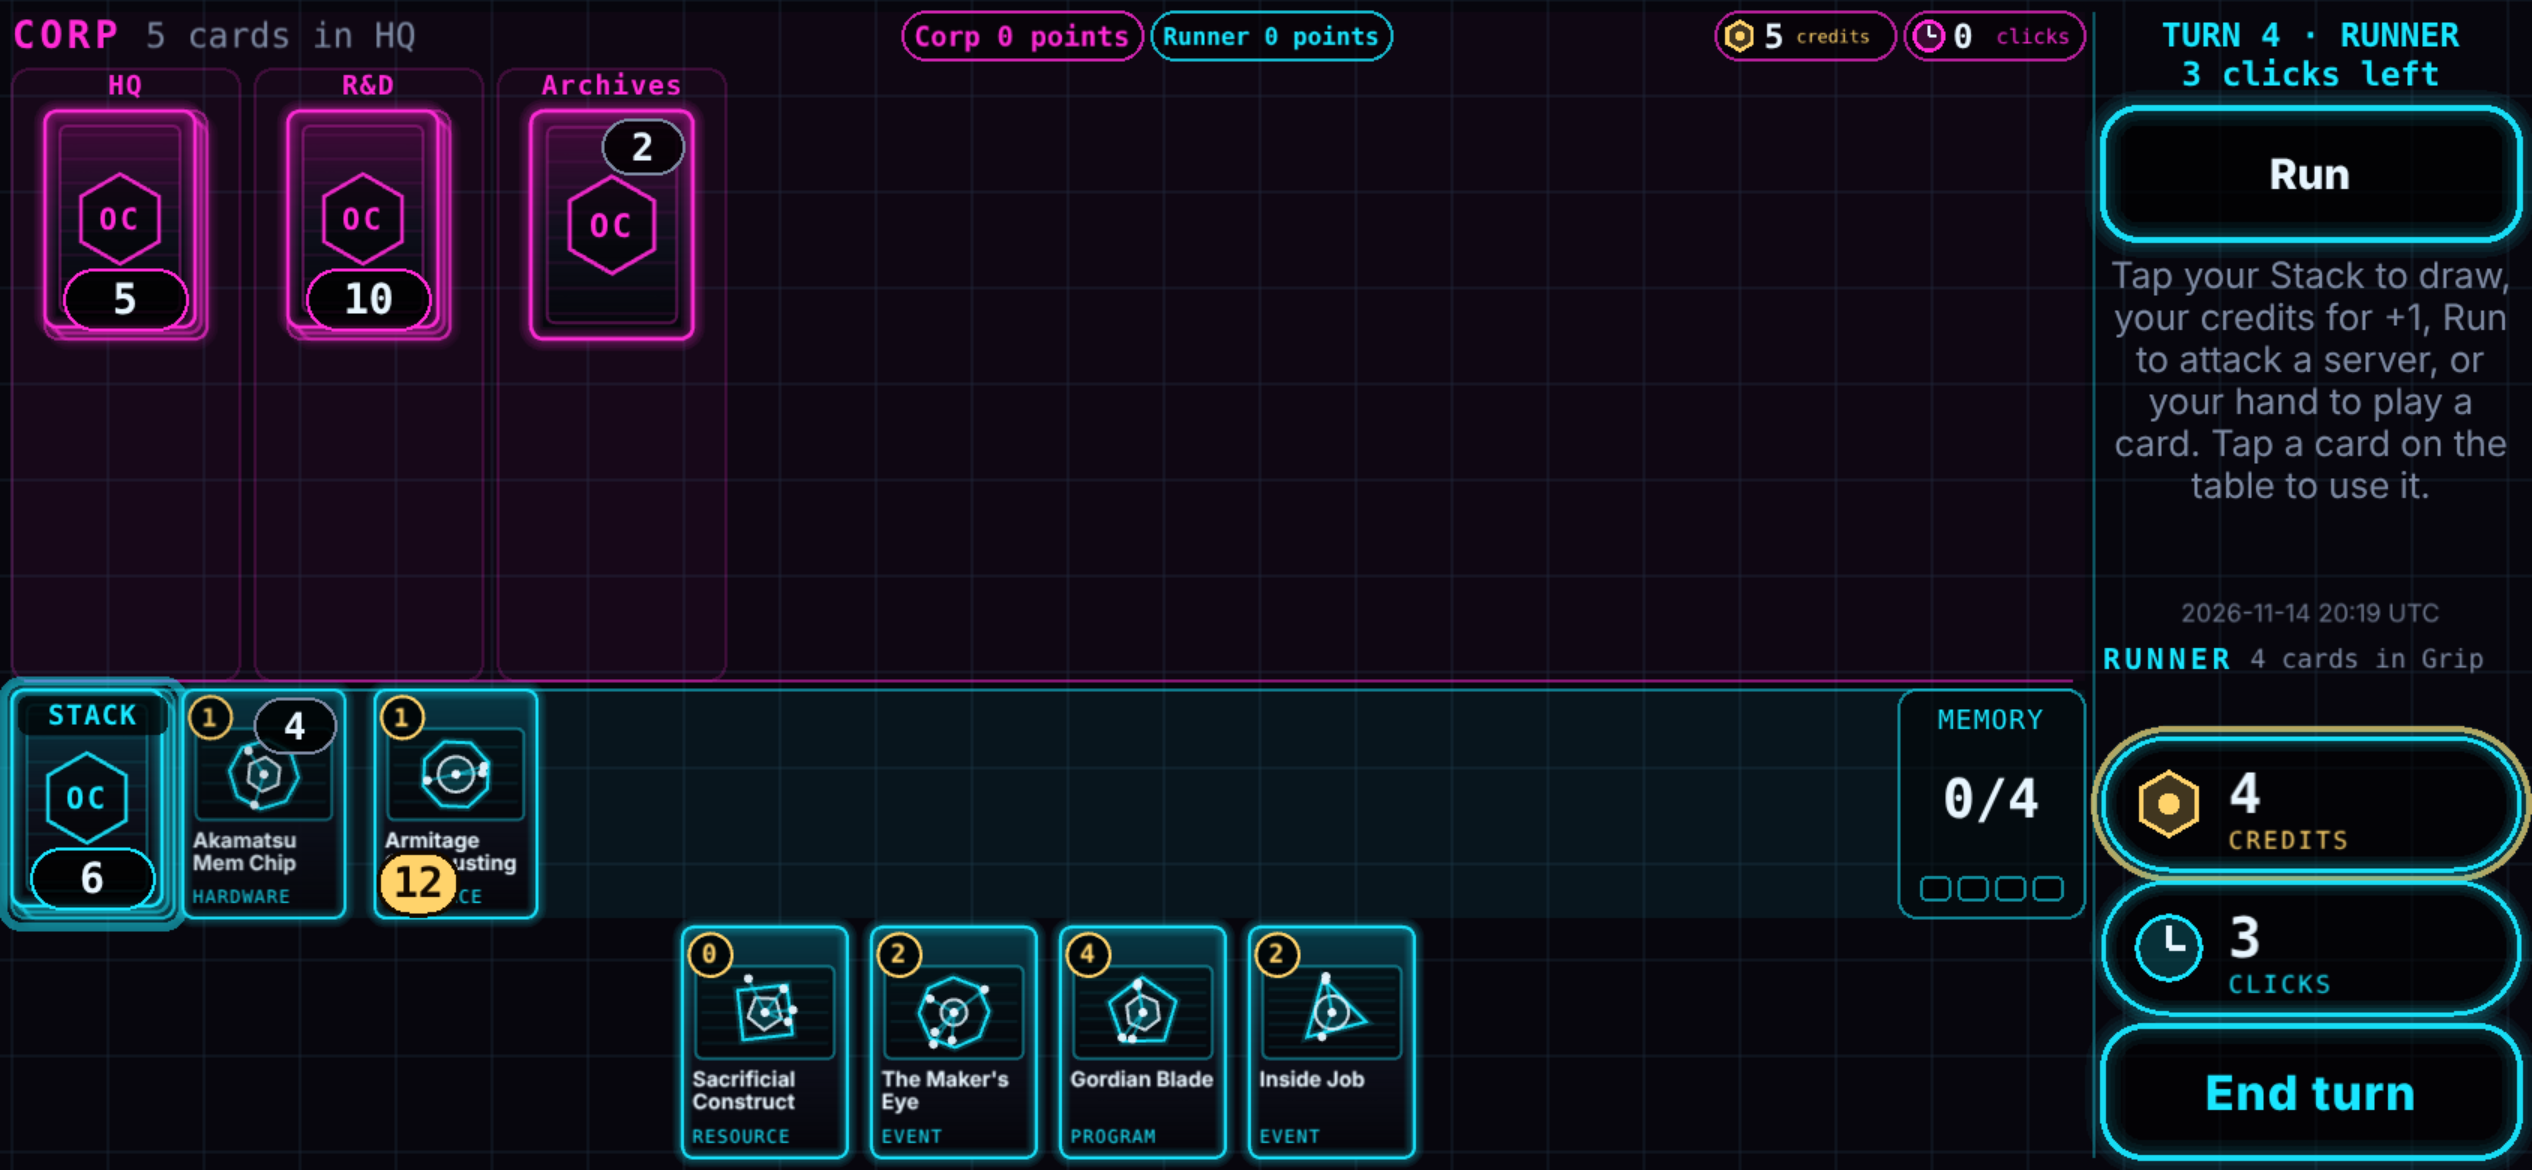 CORP 5 cards in HQ
Corp 0 points
Runner 0 points
5 credits
0 clicks
TURN 4 · RUNNER
3 clicks left
HQ
R&D
Archives
OC
5
OC
10
2
OC
Run
Tap your Stack to draw,
your credits for +1, Run
to attack a server, or
your hand to play a
card. Tap a card on the
table to use it.
2026-11-14 20:19 UTC
RUNNER 4 cards in Grip
STACK
OC
6
1
4
Akamatsu
Mem Chip
HARDWARE
1
Armitage
usting
12
CE
MEMORY
0/4
4
CREDITS
3
CLICKS
End turn
0
Sacrificial
Construct
RESOURCE
2
The Maker's
Eye
EVENT
4
Gordian Blade
PROGRAM
2
Inside Job
EVENT